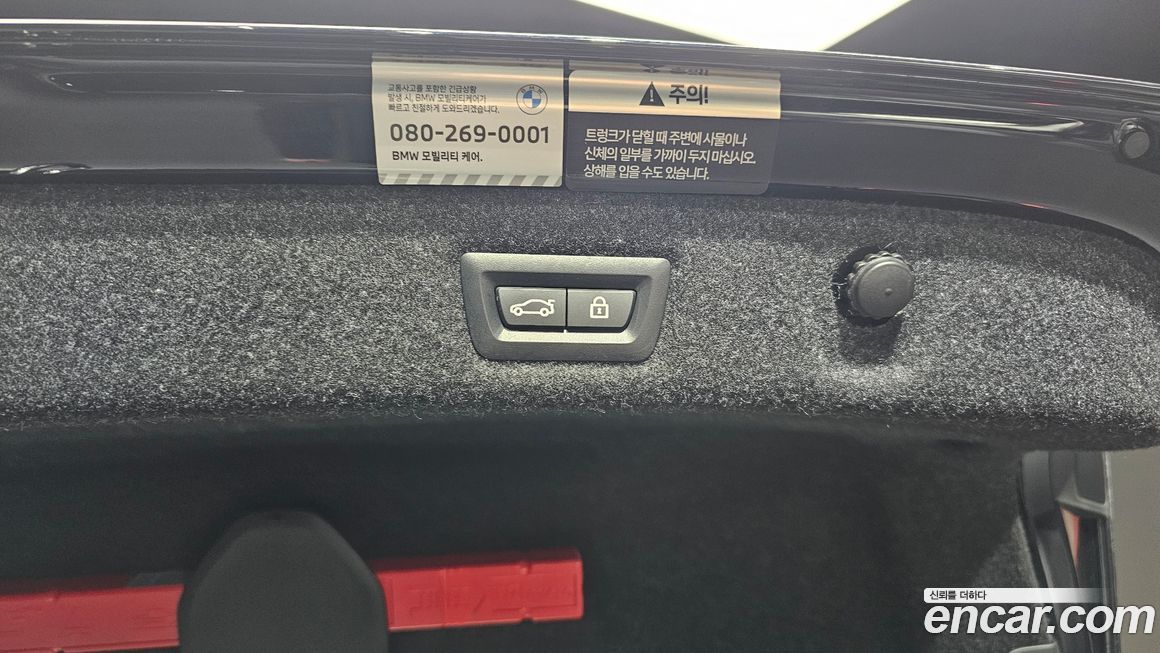 교통사고를 포함한 긴급상황
발생 시, BMW 모빌리티케어가
빠르고 친절하게 도와드리겠습니다.
080-269-0001
BMW 모빌리티 케어.
주의!
트렁크가 닫힐 때 주변에 사물이나
신체의 일부를 가까이 두지 마십시오.
상해를 입을 수도 있습니다.
신뢰를 더하다
encar.com